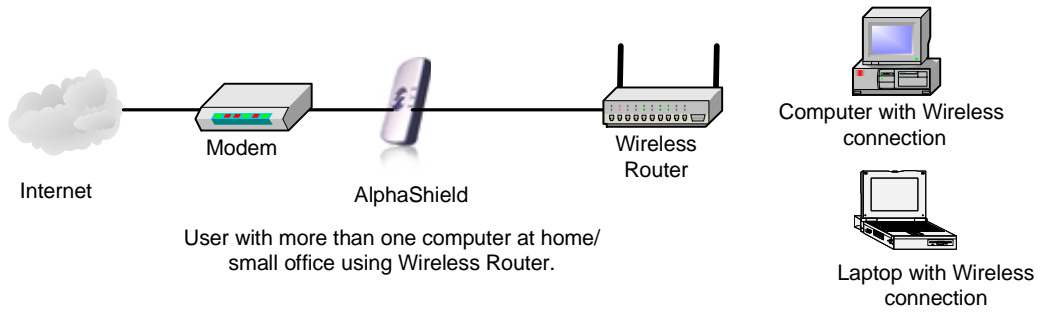 Internet
Modem
AlphaShield
Wireless
Router
Computer with Wireless
connection
Laptop with Wireless
connection
User with more than one computer at home/
small office using Wireless Router.